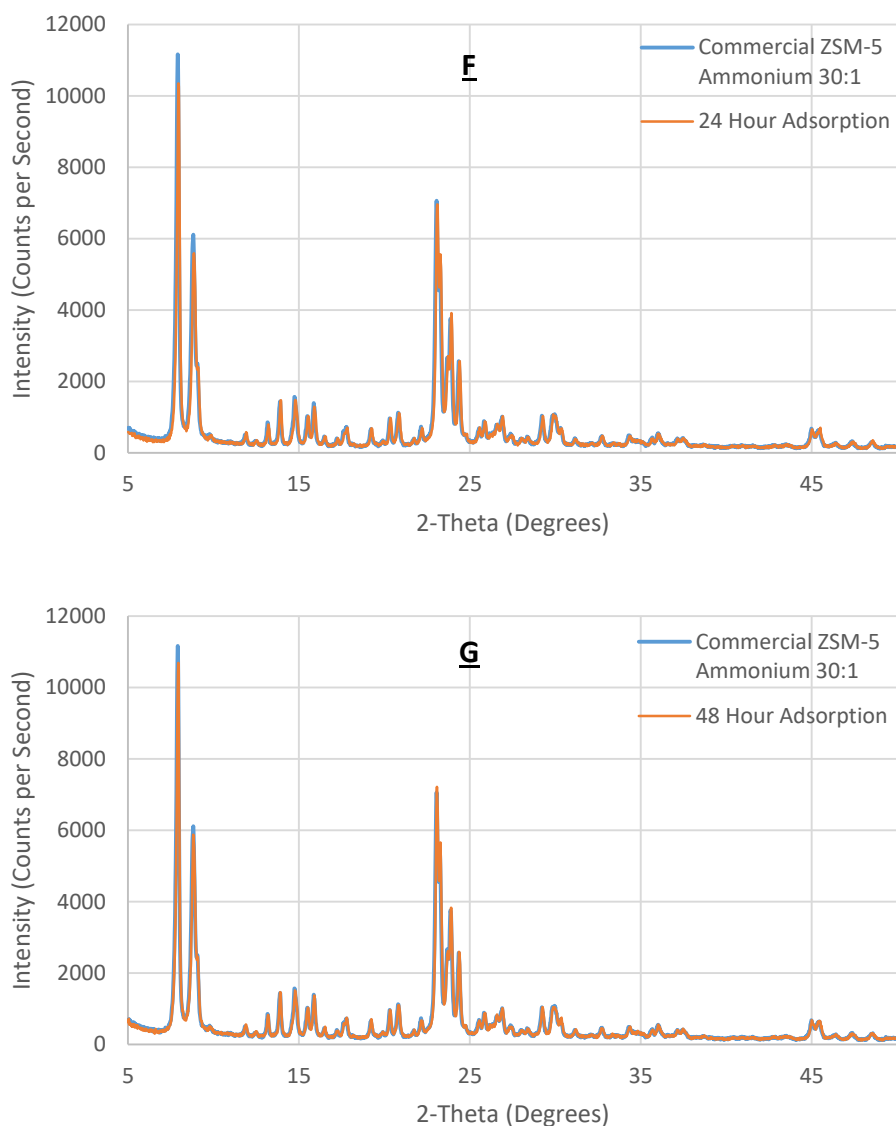 12000
10000
8000
6000
4000
2000
0
Intensity (Counts per Second)
F
Commercial ZSM-5
Ammonium 30:1
24 Hour Adsorption
5 15 25 35 45
2-Theta (Degrees)
12000
10000
8000
6000
4000
2000
0
Intensity (Counts per Second)
G
Commercial ZSM-5
Ammonium 30:1
48 Hour Adsorption
5 15 25 35 45
2-Theta (Degrees)